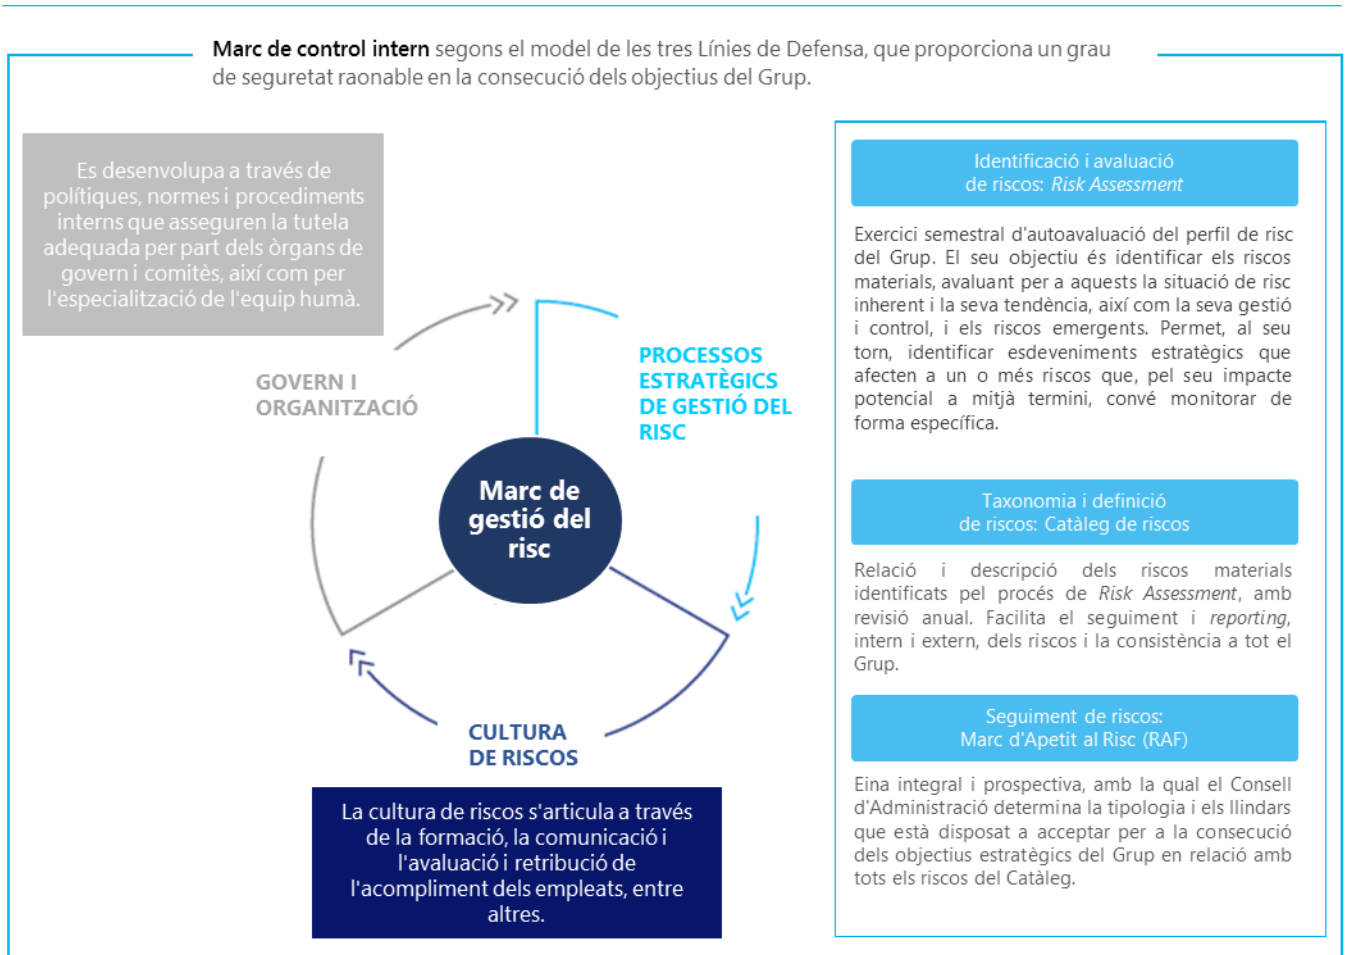 Marc de control intern segons el model de les tres Línies de Defensa, que proporciona un grau
de seguretat raonable en la consecució dels objectius del Grup.
Es desenvolupa a través de
polítiques, normes i procediments
interns que asseguren la tutela
adequada per part dels òrgans de
govern i comitès, així com per
l'especialització de l'equip humà.
GOVERN I
ORGANITZACIÓ
PROCESSOS
ESTRATÈGICS
DE GESTIÓ DEL
RISC
Marc de
gestió del
risc
CULTURA
DE RISCOS
La cultura de riscos s'articula a través
de la formació, la comunicació i
l'avaluació i retribució de
l'acompliment dels empleats, entre
altres.
Identificació i avaluació
de riscos: Risk Assessment
Exercici semestral d'autoavaluació del perfil de risc
del Grup. El seu objectiu és identificar els riscos
materials, avaluant per a aquests la situació de risc
inherent i la seva tendència, així com la seva gestió
i control, i els riscos emergents. Permet, al seu
torn, identificar esdeveniments estratègics que
afecten a un o més riscos que, pel seu impacte
potencial a mitjà termini, convé monitorar de
forma específica.
Taxonomia i definició
de riscos: Catàleg de riscos
Relació i descripció dels riscos materials
identificats pel procés de Risk Assessment, amb
revisió anual. Facilita el seguiment i reporting,
intern i extern, dels riscos i la consistència a tot el
Grup.
Seguiment de riscos:
Marc d'Apetit al Risc (RAF)
Eina integral i prospectiva, amb la qual el Consell
d'Administració determina la tipologia i els llindars
que està disposat a acceptar per a la consecució
dels objectius estratègics del Grup en relació amb
tots els riscos del Catàleg.